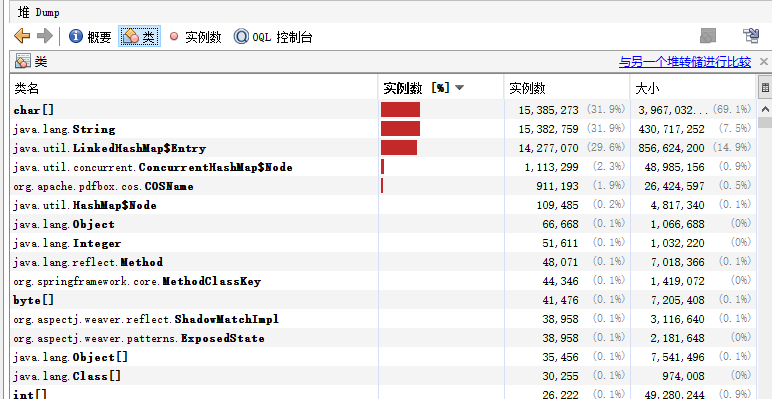 堆 Dump
概要 类 实例数 OQL 控制台
类 与另一个堆转储进行比较
类名 实例数 [%] 实例数 大小
char[] 15,385,273 (31.9%) 3,967,032... (69.1%)
java.lang.String 15,382,759 (31.9%) 430,717,252 (7.5%)
java.util.LinkedHashMap$Entry 14,277,070 (29.6%) 856,624,200 (14.9%)
java.util.concurrent.ConcurrentHashMap$Node 1,113,299 (2.3%) 48,985,156 (0.9%)
org.apache.pdfbox.cos.COSName 911,193 (1.9%) 26,424,597 (0.5%)
java.util.HashMap$Node 109,485 (0.2%) 4,817,340 (0.1%)
java.lang.Object 66,668 (0.1%) 1,066,688 (0%)
java.lang.Integer 51,611 (0.1%) 1,032,220 (0%)
java.lang.reflect.Method 48,071 (0.1%) 7,018,366 (0.1%)
org.springframework.core.MethodClassKey 44,346 (0.1%) 1,419,072 (0%)
byte[] 41,476 (0.1%) 7,205,408 (0.1%)
org.aspectj.weaver.reflect.ShadowMatchImpl 38,958 (0.1%) 3,116,640 (0.1%)
org.aspectj.weaver.patterns.ExposedState 38,958 (0.1%) 2,181,648 (0%)
java.lang.Object[] 35,456 (0.1%) 7,541,496 (0.1%)
java.lang.Class[] 30,255 (0.1%) 974,008 (0%)
int[] 26,222 (0.1%) 49,280,244 (0.9%)